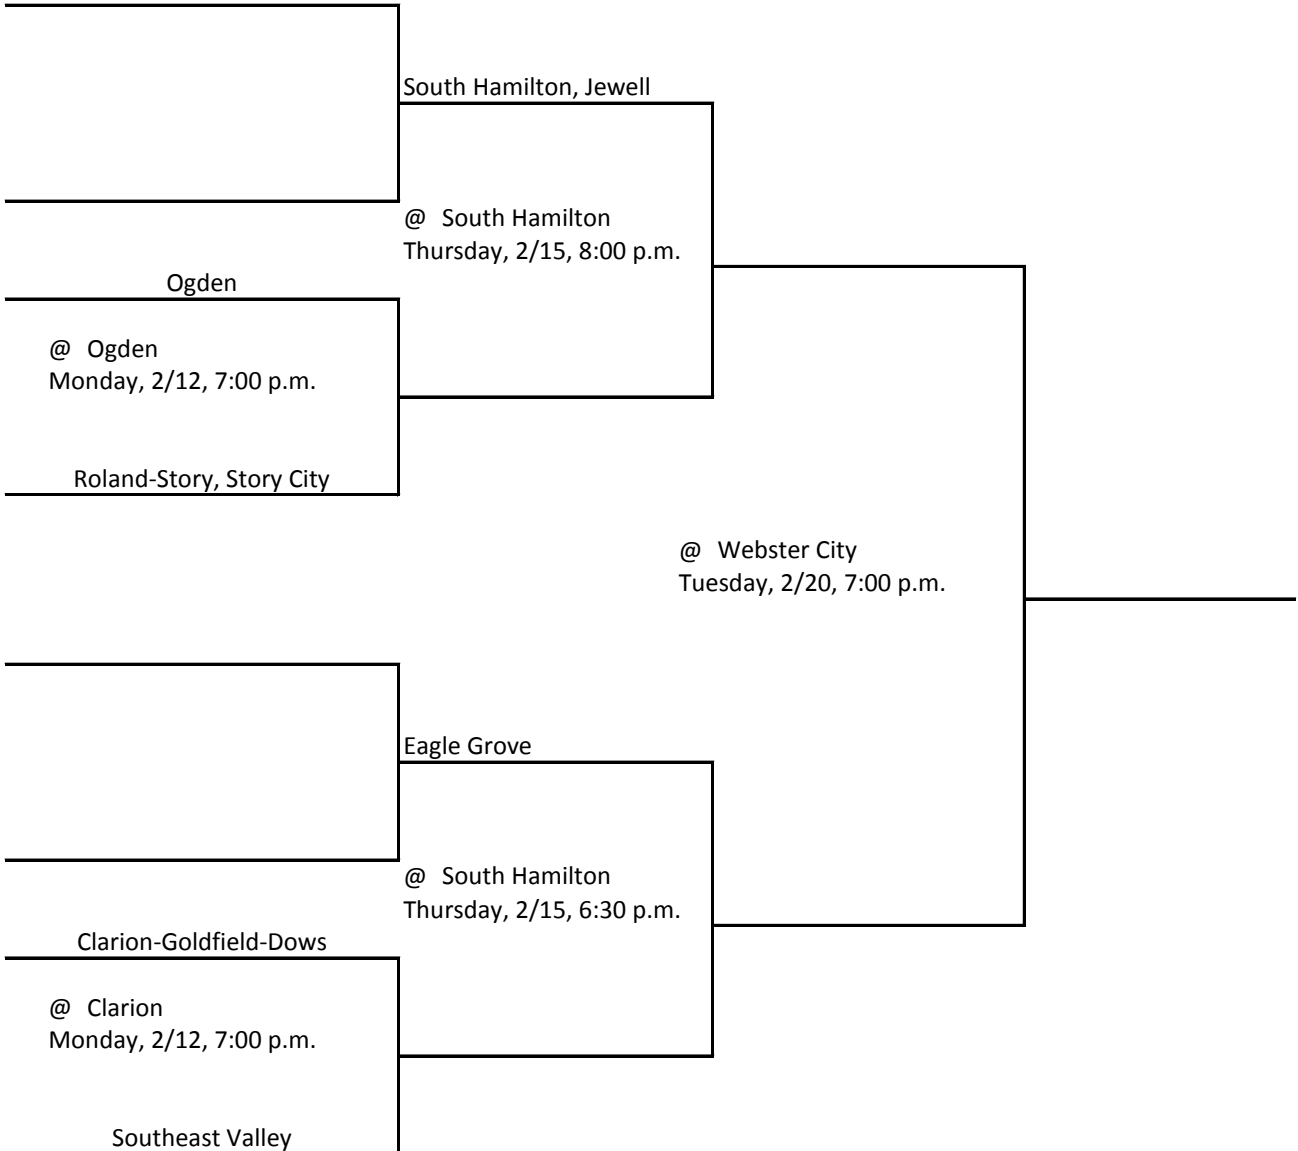 South Hamilton, Jewell
@ South Hamilton
Thursday, 2/15, 8:00 p.m.
Ogden
@ Ogden
Monday, 2/12, 7:00 p.m.
Roland-Story, Story City
@ Webster City
Tuesday, 2/20, 7:00 p.m.
Eagle Grove
@ South Hamilton
Thursday, 2/15, 6:30 p.m.
Clarion-Goldfield-Dows
@ Clarion
Monday, 2/12, 7:00 p.m.
Southeast Valley